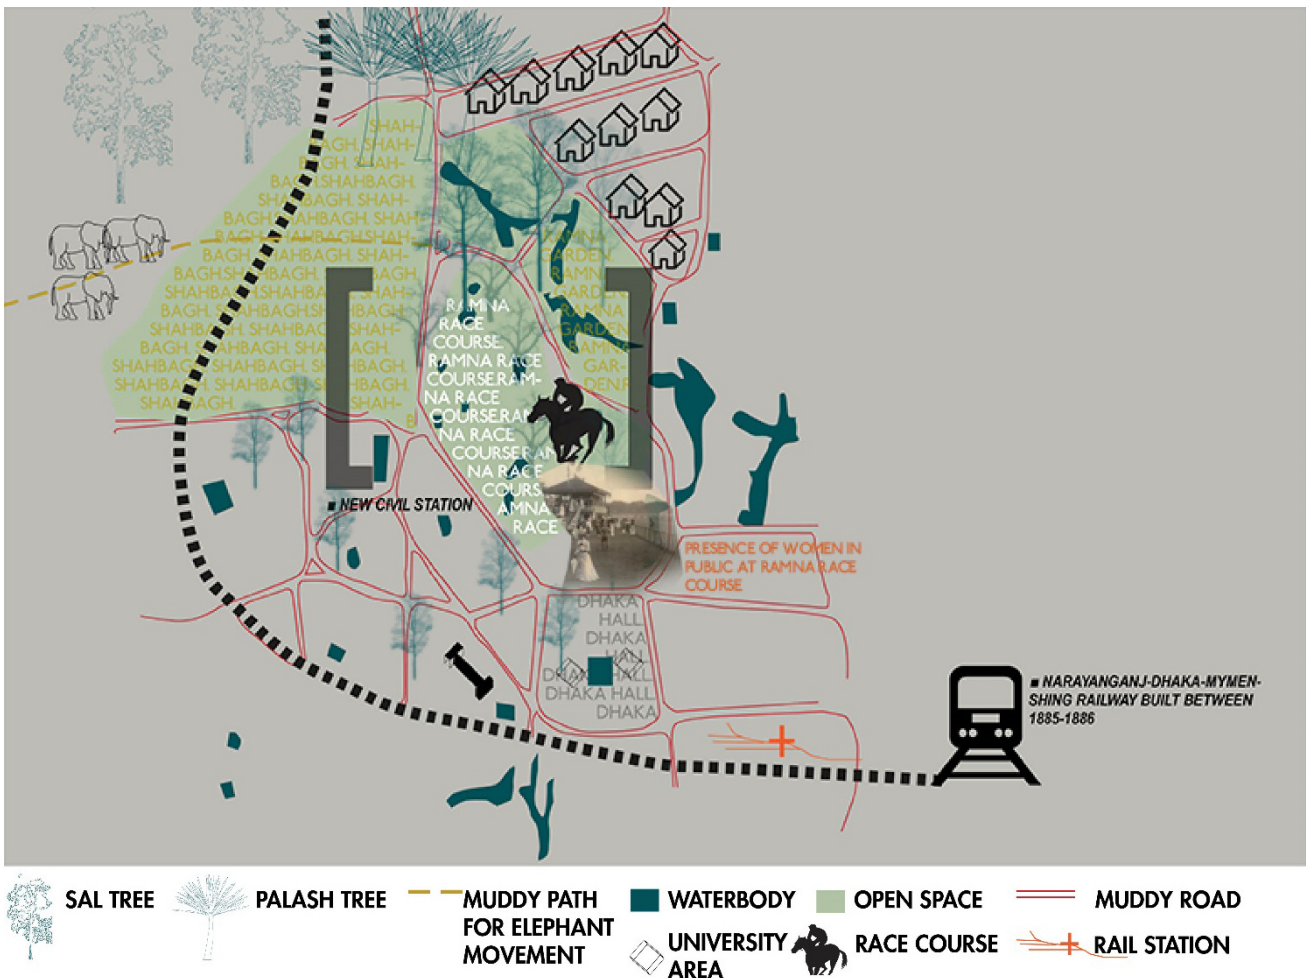 SHAH-
BAGH. SHAH-
BAGH. SHAH-
BAGH.SHAHBAGH.
SHAHBAGH. SHAH-
BAGH. SHAHBAGH. SHAH-
BAGH. SHAHBAGH.SHAH-
BAGH. SHAHBAGH. SHAH-
BAGH.SHAHBAGH. BAGH.
SHAHBAGH.SHAHBAGH. SHAH-
BAGH. SHAHBAGH.SHAHBAGH.
SHAHBAGH. SHAHBAGH. SHAH-
BAGH. SHAHBAGH. BAGH.
SHAHBAGH. SHAHBAGH. SHAHBAGH.
SHAHBAGH. SHAHBAGH. SHAHBAGH.
SHAHBAGH. SHAH-
B
RAMNA
GARDEN.
RAMNA
GARDEN.
RAMNA
GARDEN.
RAMNA
GAR-
DEN.R
RAMNA
RACE
COURSE.
RAMNA RACE
COURSE.RAM-
NA RACE
COURSE.RAM
NA RACE
COURSE.RAM
NA RACE
COURS
AMNA
RACE
NEW CIVIL STATION
PRESENCE OF WOMEN IN
PUBLIC AT RAMNA RACE
COURSE
DHAKA
HALL.
DHAKA
HALL.
DHAKA HALL.
DHAKA HALL.
DHAKA
NARAYANGANJ-DHAKA-MYMEN-
SHING RAILWAY BUILT BETWEEN
1885-1886
SAL TREE
PALASH TREE
MUDDY PATH
FOR ELEPHANT
MOVEMENT
WATERBODY
UNIVERSITY
AREA
OPEN SPACE
RACE COURSE
MUDDY ROAD
RAIL STATION